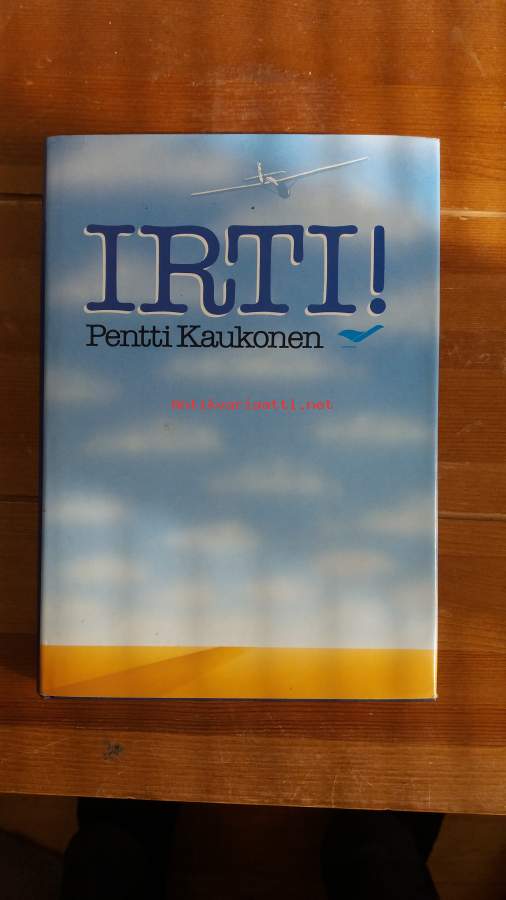 IRTI!
Pentti Kaukonen
Antikvariaatti.net